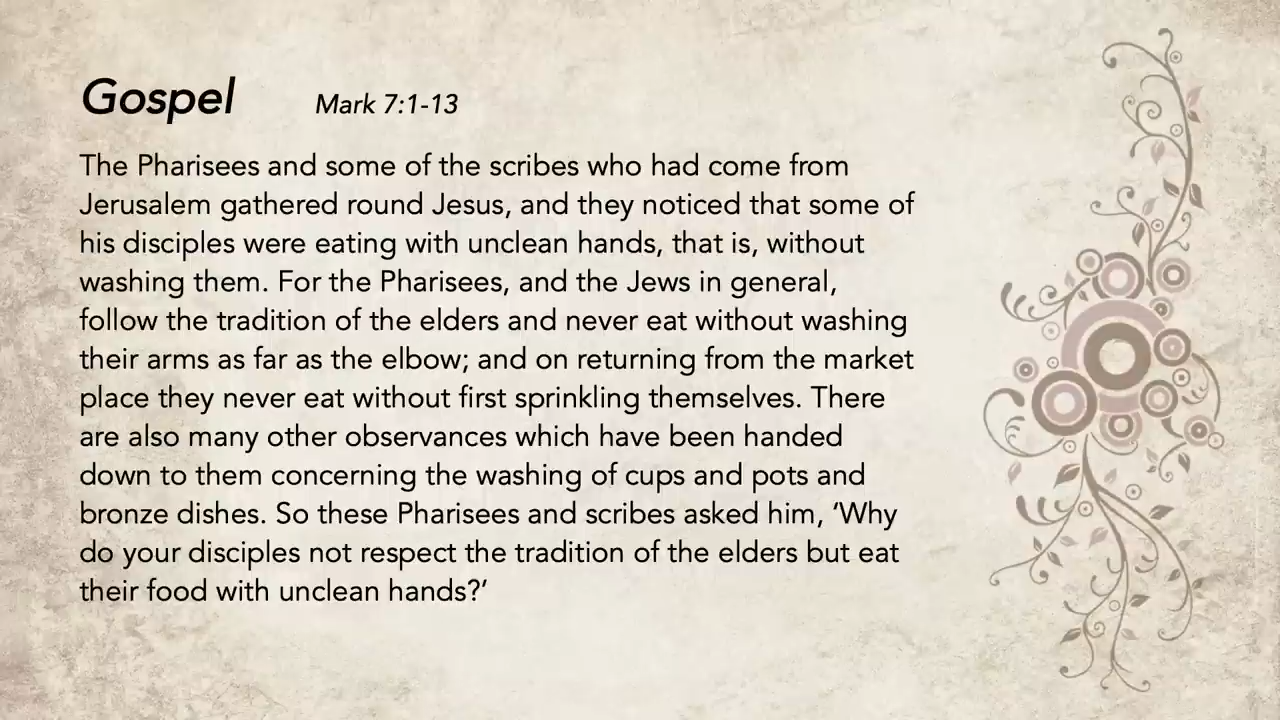 Gospel Mark 7:1-13
The Pharisees and some of the scribes who had come from
Jerusalem gathered round Jesus, and they noticed that some of
his disciples were eating with unclean hands, that is, without
washing them. For the Pharisees, and the Jews in general,
follow the tradition of the elders and never eat without washing
their arms as far as the elbow; and on returning from the market
place they never eat without first sprinkling themselves. There
are also many other observances which have been handed
down to them concerning the washing of cups and pots and
bronze dishes. So these Pharisees and scribes asked him, ‘Why
do your disciples not respect the tradition of the elders but eat
their food with unclean hands?’